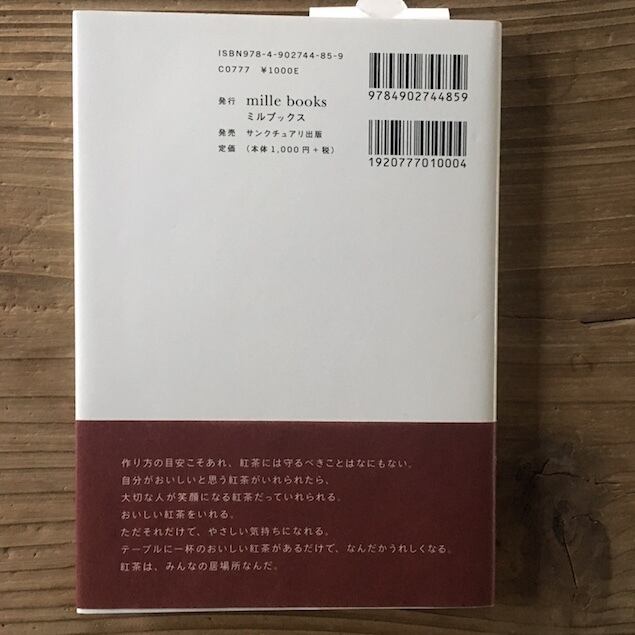 ISBN978-4-902744-85-9
C0777 ¥1000E
発行 mille books
ミルブックス
発売 サンクチュアリ出版
定価 (本体1,000円+税)
9784902744859
1920777010004
作り方の目安こそあれ、紅茶には守るべきことはなにもない。
自分がおいしいと思う紅茶がいれられたら、
大切な人が笑顔になる紅茶だっていれられる。
おいしい紅茶をいれる。
ただそれだけで、やさしい気持ちになれる。
テーブルに一杯のおいしい紅茶があるだけで、なんだかうれしくなる。
紅茶は、みんなの居場所なんだ。